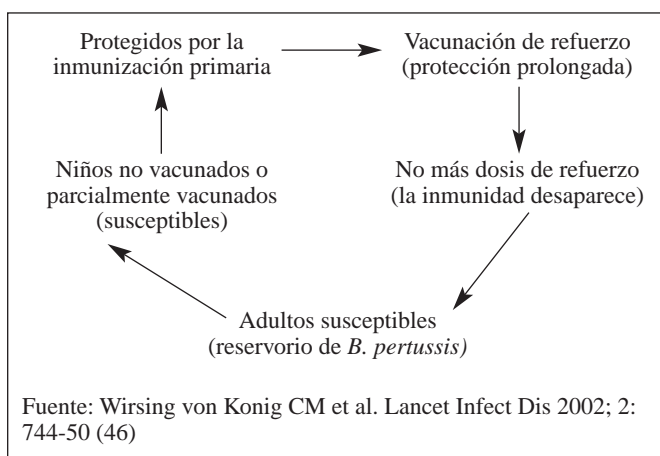 Protegidos por la
inmunización primaria
Vacunación de refuerzo
(protección prolongada)
Niños no vacunados o
parcialmente vacunados
(susceptibles)
No más dosis de refuerzo
(la inmunidad desaparece)
Adultos susceptibles
(reservorio de B. pertussis)
Fuente: Wirsing von Konig CM et al. Lancet Infect Dis 2002; 2:
744-50 (46)